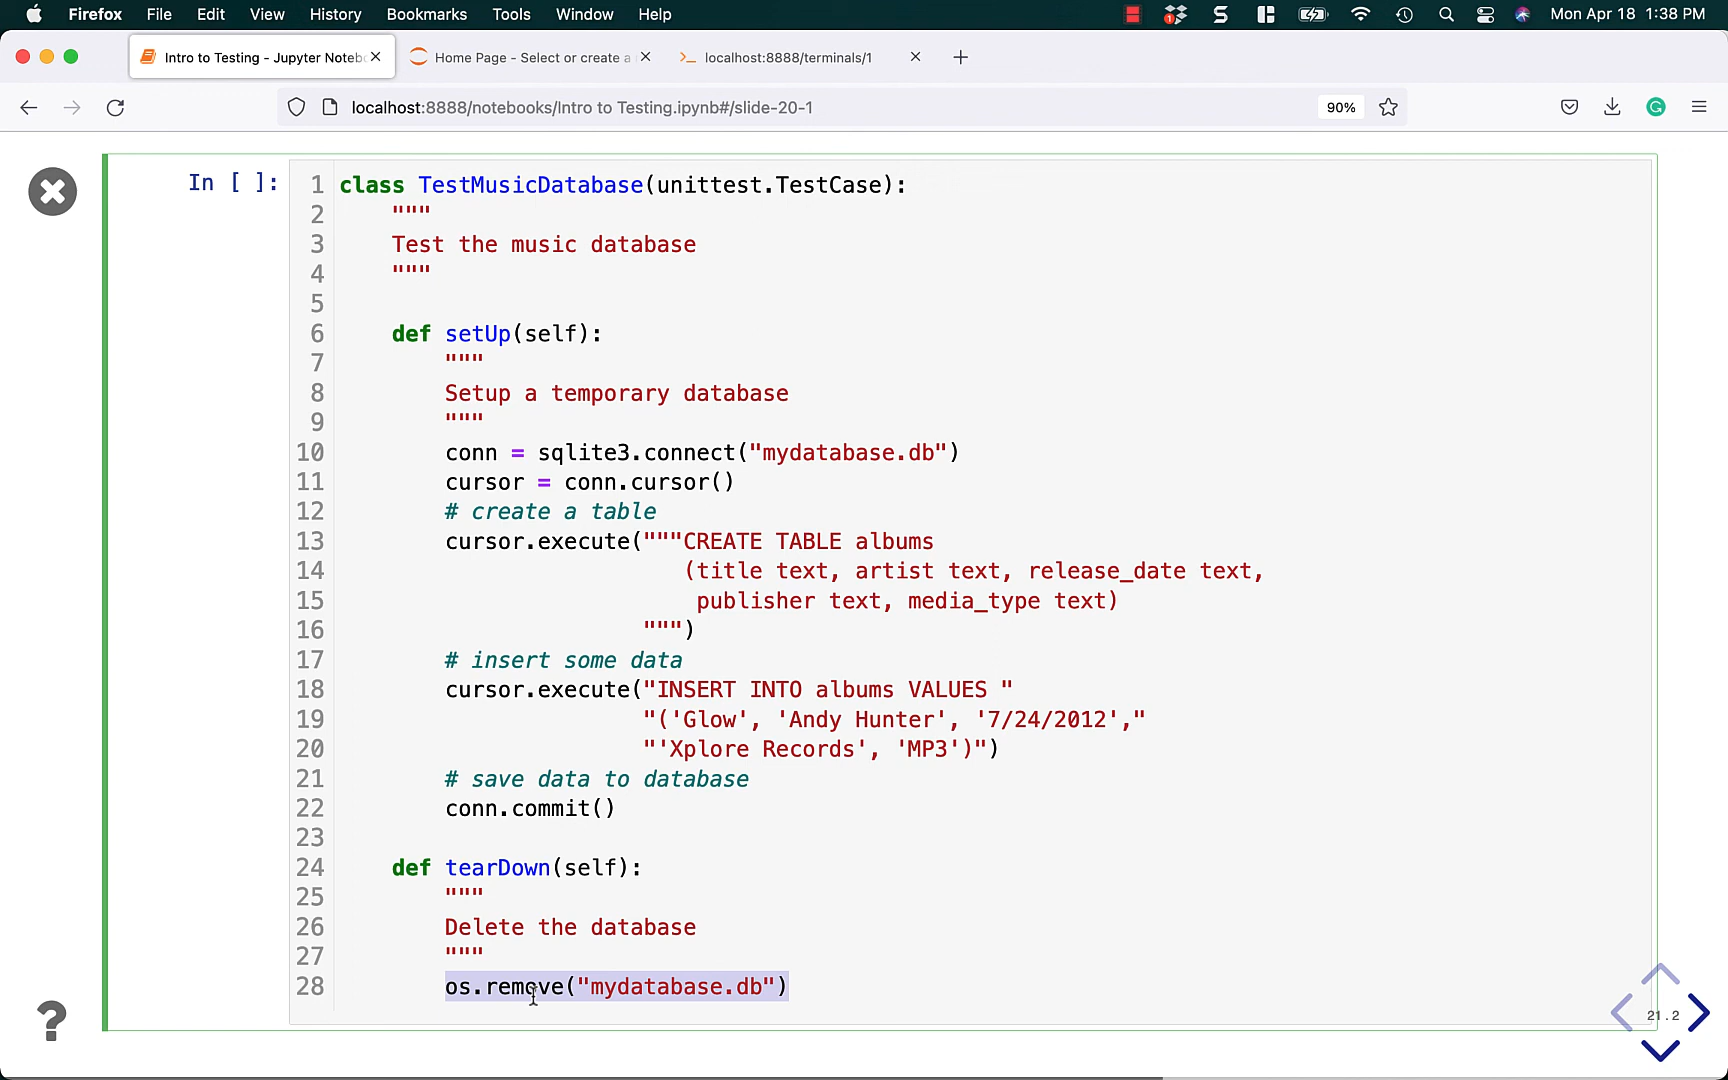 Firefox File Edit View History Bookmarks Tools Window Help 1 Mon Apr 18 1:38 PM
Intro to Testing - Jupyter Noteb Home Page - Select or create a localhost:8888/terminals/1
localhost:8888/notebooks/Intro to Testing.ipynb#/slide-20-1 90%
In [ ]:
1 class TestMusicDatabase(unittest.TestCase):
2     """
3     Test the music database
4     """
5
6     def setUp(self):
7         """
8         Setup a temporary database
9         """
10         conn = sqlite3.connect("mydatabase.db")
11         cursor = conn.cursor()
12         # create a table
13         cursor.execute("""CREATE TABLE albums
14                           (title text, artist text, release_date text,
15                            publisher text, media_type text)
16                        """)
17         # insert some data
18         cursor.execute("INSERT INTO albums VALUES "
19                        "('Glow', 'Andy Hunter', '7/24/2012',"
20                        "'Xplore Records', 'MP3')")
21         # save data to database
22         conn.commit()
23
24     def tearDown(self):
25         """
26         Delete the database
27         """
28         os.remove("mydatabase.db")
21.2